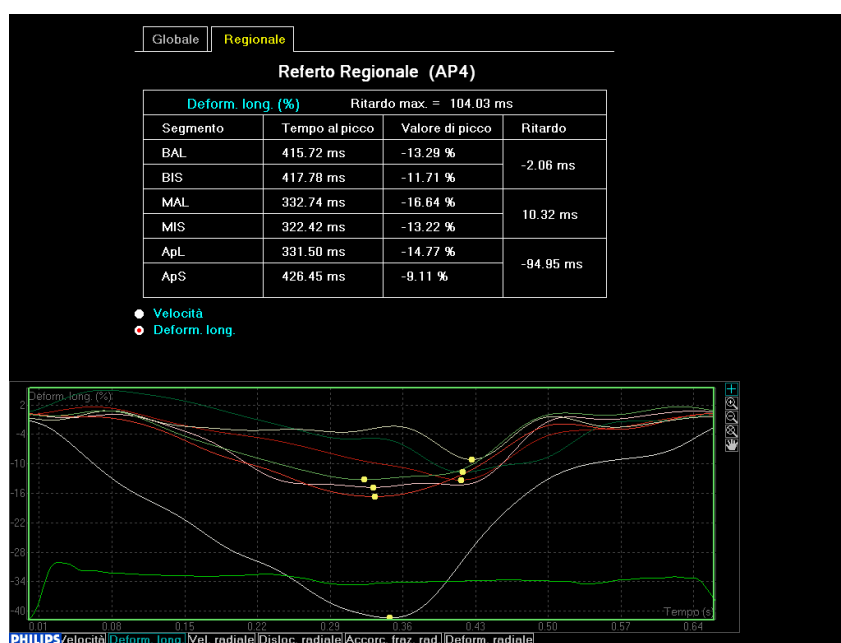 Globale Regionale
Referto Regionale (AP4)
Deform. long. (%) Ritardo max. = 104.03 ms
Segmento Tempo al picco Valore di picco Ritardo
BAL 415.72 ms -13.29 %
-2.06 ms
BIS 417.78 ms -11.71 %
MAL 332.74 ms -16.64 %
10.32 ms
MIS 322.42 ms -13.22 %
ApL 331.50 ms -14.77 %
-94.95 ms
ApS 426.45 ms -9.11 %
Velocità
Deform. long.
Deform. long. (%)
2
-4
-10
-16
-22
-28
-34
-40
Tempo (s)
0.01 0.08 0.15 0.22 0.29 0.36 0.43 0.50 0.57 0.64
PHILIPS Velocità Deform. long. Vel. radiale Disloc. radiale Accorc. fraz. rad. Deform. radiale